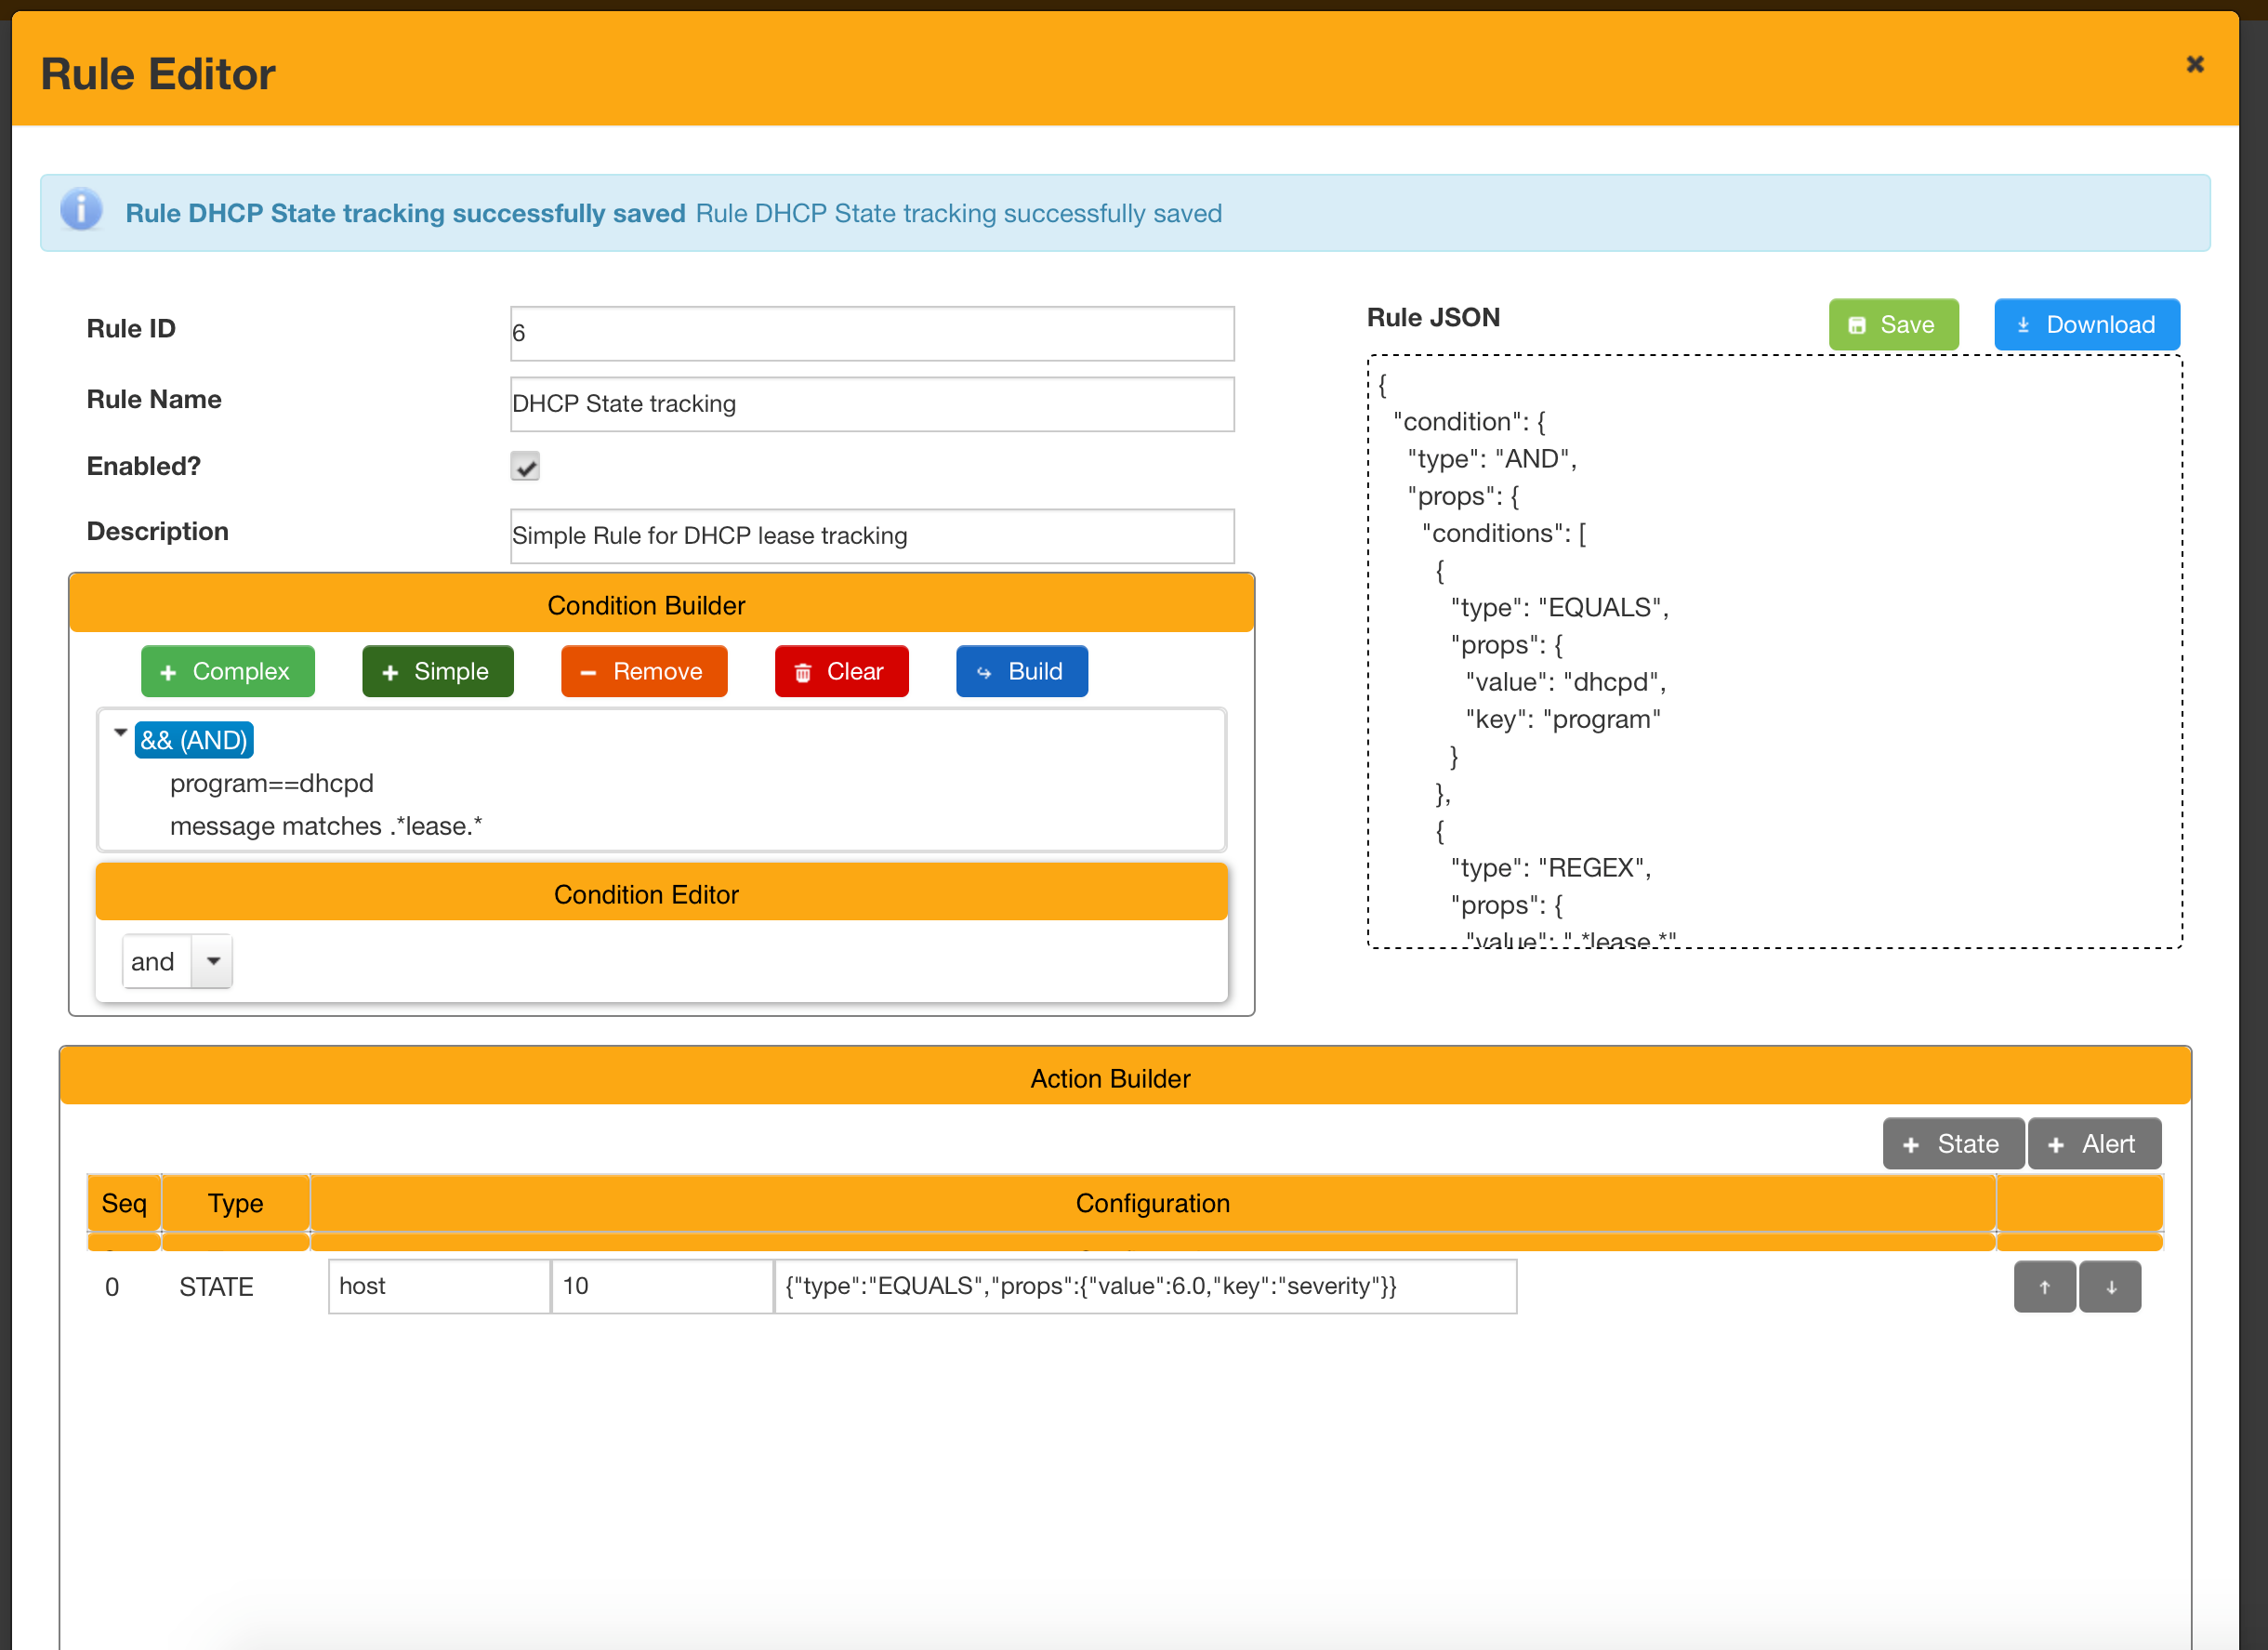 Rule Editor
Rule DHCP State tracking successfully saved Rule DHCP State tracking successfully saved
Rule ID
6
Rule Name
DHCP State tracking
Enabled?
Description
Simple Rule for DHCP lease tracking
Condition Builder
Complex
Simple
Remove
Clear
Build
&& (AND)
program==dhcpd
message matches .*lease.*
Condition Editor
and
Rule JSON
Save
Download
{
"condition": {
"type": "AND",
"props": {
"conditions": [
{
"type": "EQUALS",
"props": {
"value": "dhcpd",
"key": "program"
}
},
{
"type": "REGEX",
"props": {
"value": ".*lease.*"
Action Builder
State
Alert
Seq Type Configuration
0 STATE host 10 {"type":"EQUALS","props":{"value":6.0,"key":"severity"}}